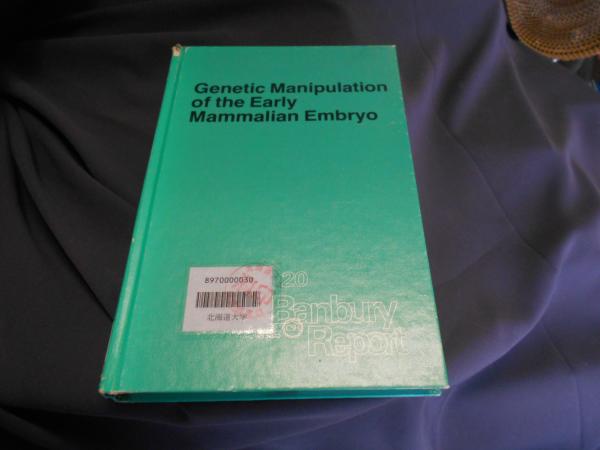 Genetic Manipulation
of the Early
Mammalian Embryo
8970000030
北海道大学
20
Banbury
Report